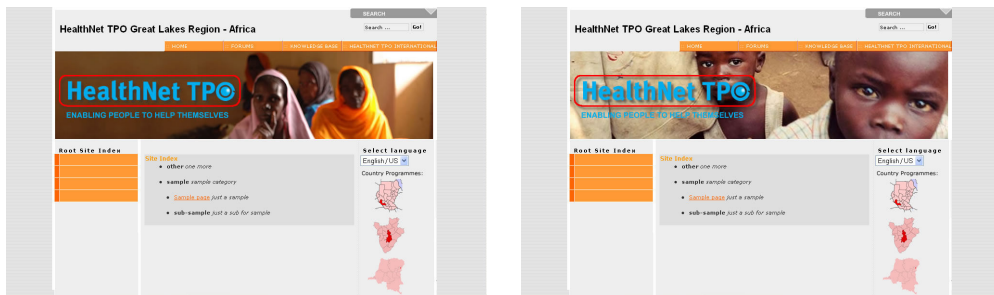 SEARCH
HealthNet TPO Great Lakes Region - Africa
Search ... Go!
HOME FORUMS KNOWLEDGE BASE HEALTHNET TPO INTERNATIONAL
HealthNet TPO
ENABLING PEOPLE TO HELP THEMSELVES
Root Site Index
Select language
Site Index
English/US
• other one more
Country Programmes:
• sample sample category
• Sample page just a sample
• sub-sample just a sub for sample
SEARCH
HealthNet TPO Great Lakes Region - Africa
Search ... Go!
HOME FORUMS KNOWLEDGE BASE HEALTHNET TPO INTERNATIONAL
HealthNet TPO
ENABLING PEOPLE TO HELP THEMSELVES
Root Site Index
Select language
Site Index
English/US
• other one more
Country Programmes:
• sample sample category
• Sample page just a sample
• sub-sample just a sub for sample